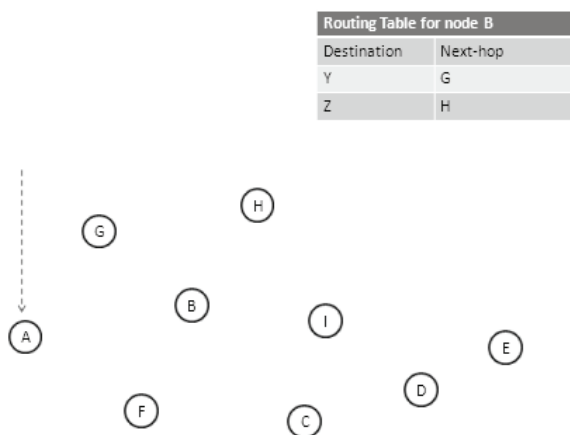 Routing Table for node B
Destination Next-hop
Y G
Z H
H
G
B
I
A
E
D
F
C